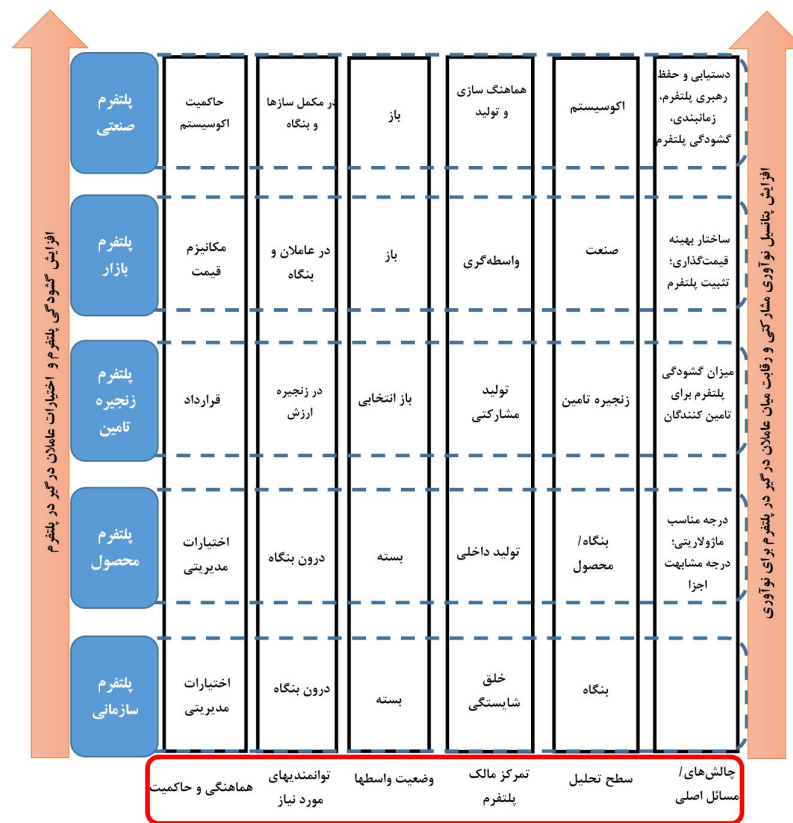 افزایش گشودگی پلتفرم و اختیارات عاملان درگیر در پلتفرم
افزایش پتانسیل نوآوری مشارکتی و رقابت میان عاملان درگیر در پلتفرم برای نوآوری
پلتفرم
صنعتی
حاکمیت
اکوسیستم
در مکمل سازها
و بنگاه
باز
هماهنگ سازی
و تولید
اکوسیستم
دستیابی و حفظ
رهبری پلتفرم،
زمانبندی،
گشودگی پلتفرم
پلتفرم
بازار
مکانیزم
قیمت
در عاملان و
بنگاه
باز
واسطه‌گری
صنعت
ساختار بهینه
قیمت‌گذاری؛
تثبیت پلتفرم
پلتفرم
زنجیره
تامین
قرارداد
در زنجیره
ارزش
باز انتخابی
تولید
مشارکتی
زنجیره تامین
میزان گشودگی
پلتفرم برای
تامین کنندگان
پلتفرم
محصول
اختیارات
مدیریتی
درون بنگاه
بسته
تولید داخلی
بنگاه/
محصول
درجه مناسب
ماژولاریتی؛
درجه مشابهت
اجزا
پلتفرم
سازمانی
اختیارات
مدیریتی
درون بنگاه
بسته
خلق
شایستگی
بنگاه
هماهنگی و حاکمیت
توانمندیهای
مورد نیاز
وضعیت واسطها
تمرکز مالک
پلتفرم
سطح تحلیل
چالش‌های/
مسائل اصلی